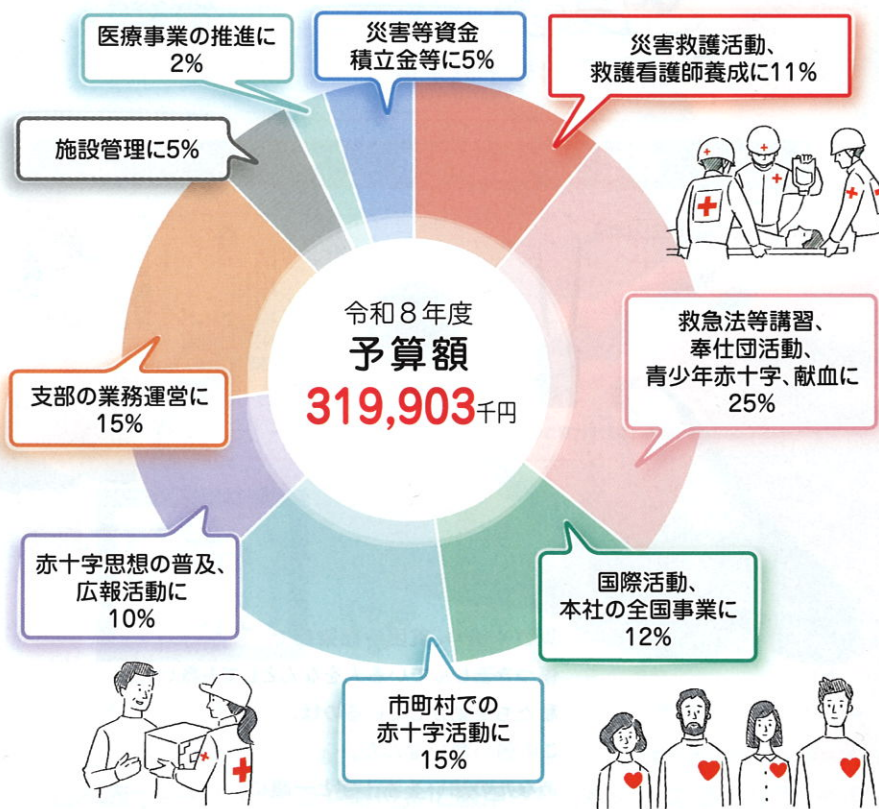 医療事業の推進に
2%
災害等資金
積立金等に5%
災害救護活動、
救護看護師養成に11%
施設管理に5%
令和8年度
予算額
319,903千円
救急法等講習、
奉仕団活動、
青少年赤十字、献血に
25%
支部の業務運営に
15%
赤十字思想の普及、
広報活動に
10%
国際活動、
本社の全国事業に
12%
市町村での
赤十字活動に
15%